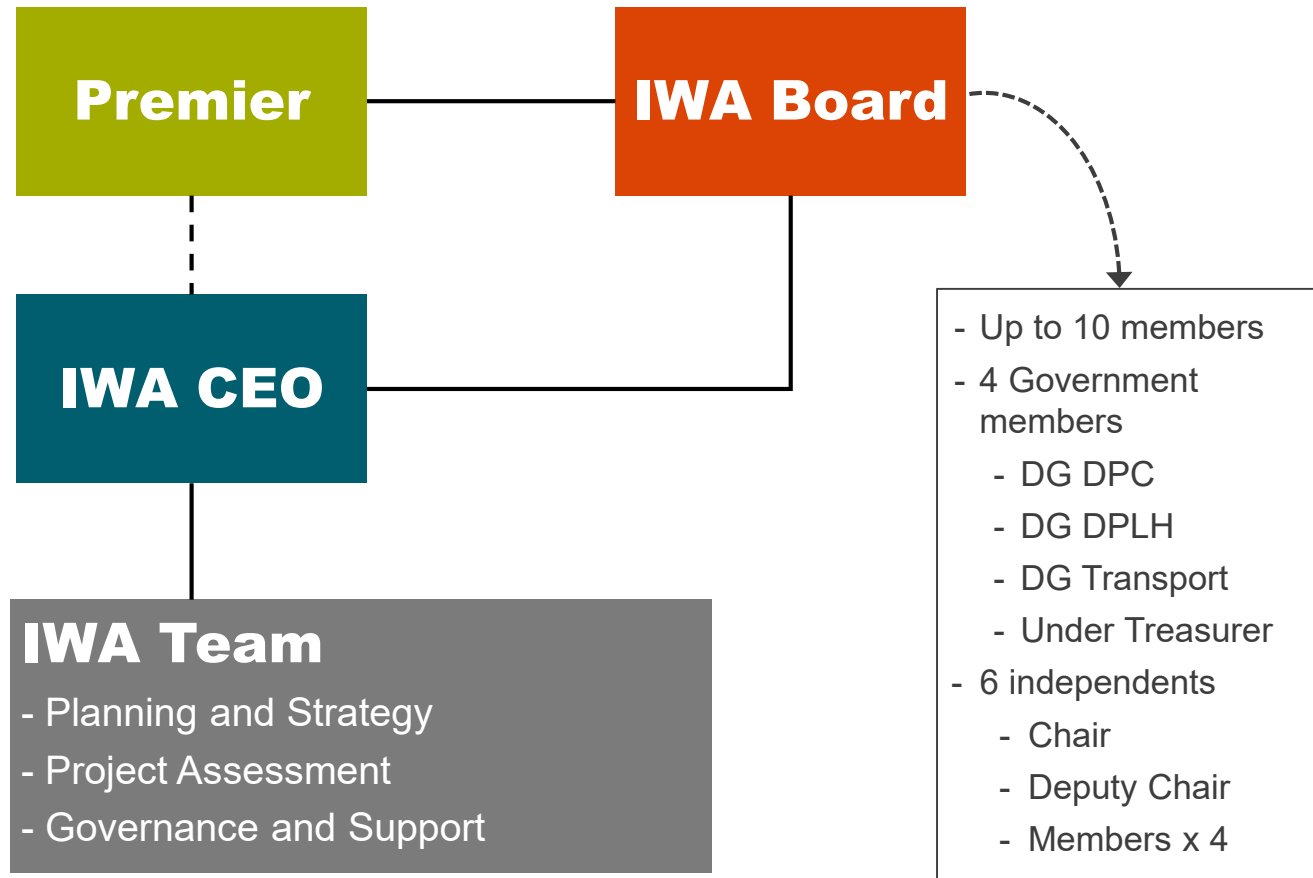 Premier
IWA Board
IWA CEO
IWA Team
- Planning and Strategy
- Project Assessment
- Governance and Support
- Up to 10 members
- 4 Government
members
- DG DPC
- DG DPLH
- DG Transport
- Under Treasurer
- 6 independents
- Chair
- Deputy Chair
- Members x 4